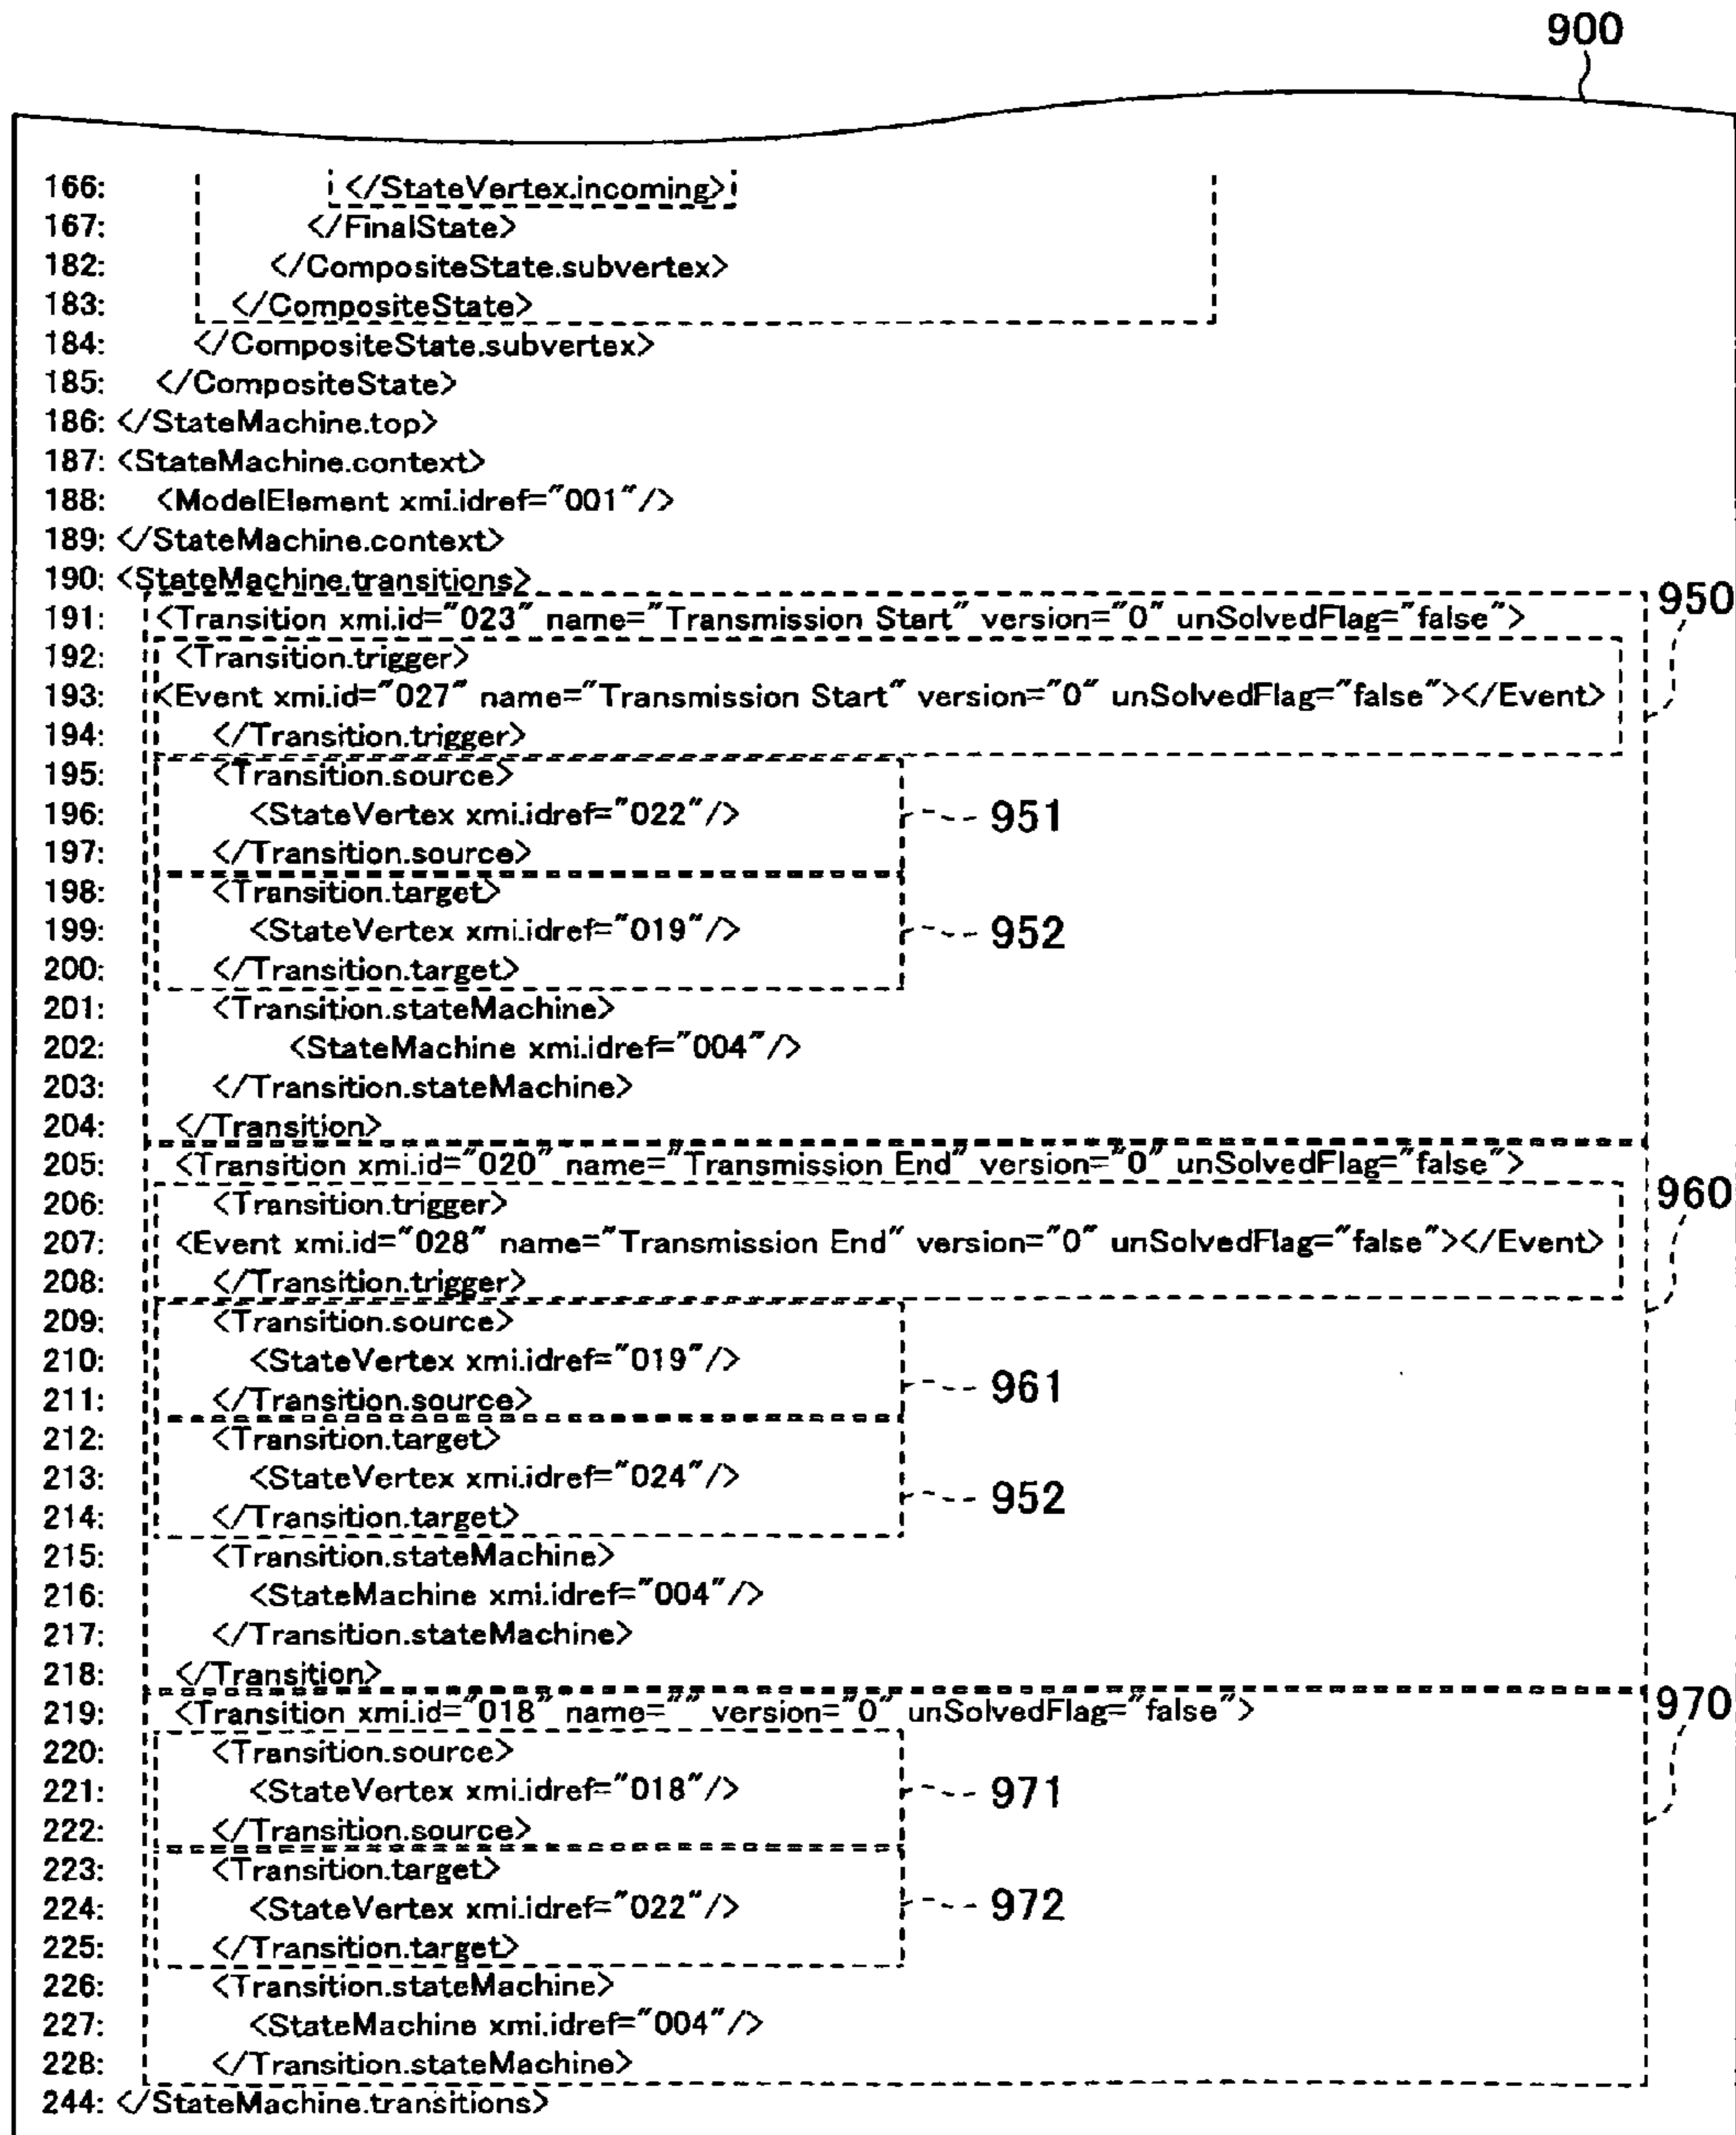 900
166: </StateVertex.incoming>
167: </FinalState>
182: </CompositeState.subvertex>
183: </CompositeState>
184: </CompositeState.subvertex>
185: </CompositeState>
186: </StateMachine.top>
187: <StateMachine.context>
188: <ModelElement xmi.idref="001"/>
189: </StateMachine.context>
190: <StateMachine.transitions>
191: <Transition xmi.id="023" name="Transmission Start" version="0" unSolvedFlag="false">
950
192: <Transition.trigger>
193: <Event xmi.id="027" name="Transmission Start" version="0" unSolvedFlag="false"></Event>
194: </Transition.trigger>
195: <Transition.source>
196: <StateVertex xmi.idref="022"/>
951
197: </Transition.source>
198: <Transition.target>
199: <StateVertex xmi.idref="019"/>
952
200: </Transition.target>
201: <Transition.stateMachine>
202: <StateMachine xmi.idref="004"/>
203: </Transition.stateMachine>
204: </Transition>
205: <Transition xmi.id="020" name="Transmission End" version="0" unSolvedFlag="false">
960
206: <Transition.trigger>
207: <Event xmi.id="028" name="Transmission End" version="0" unSolvedFlag="false"></Event>
208: </Transition.trigger>
209: <Transition.source>
210: <StateVertex xmi.idref="019"/>
961
211: </Transition.source>
212: <Transition.target>
213: <StateVertex xmi.idref="024"/>
952
214: </Transition.target>
215: <Transition.stateMachine>
216: <StateMachine xmi.idref="004"/>
217: </Transition.stateMachine>
218: </Transition>
219: <Transition xmi.id="018" name="" version="0" unSolvedFlag="false">
970
220: <Transition.source>
221: <StateVertex xmi.idref="018"/>
971
222: </Transition.source>
223: <Transition.target>
224: <StateVertex xmi.idref="022"/>
972
225: </Transition.target>
226: <Transition.stateMachine>
227: <StateMachine xmi.idref="004"/>
228: </Transition.stateMachine>
244: </StateMachine.transitions>